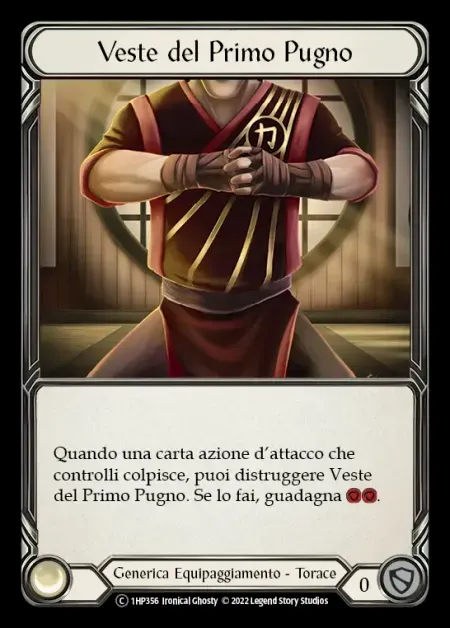 Veste del Primo Pugno
力
Quando una carta azione d'attacco che
controlli colpisce, puoi distruggere Veste
del Primo Pugno. Se lo fai, guadagna
Generica Equipaggiamento - Torace
0
C 1HP356 Ironical Ghosty © 2022 Legend Story Studios